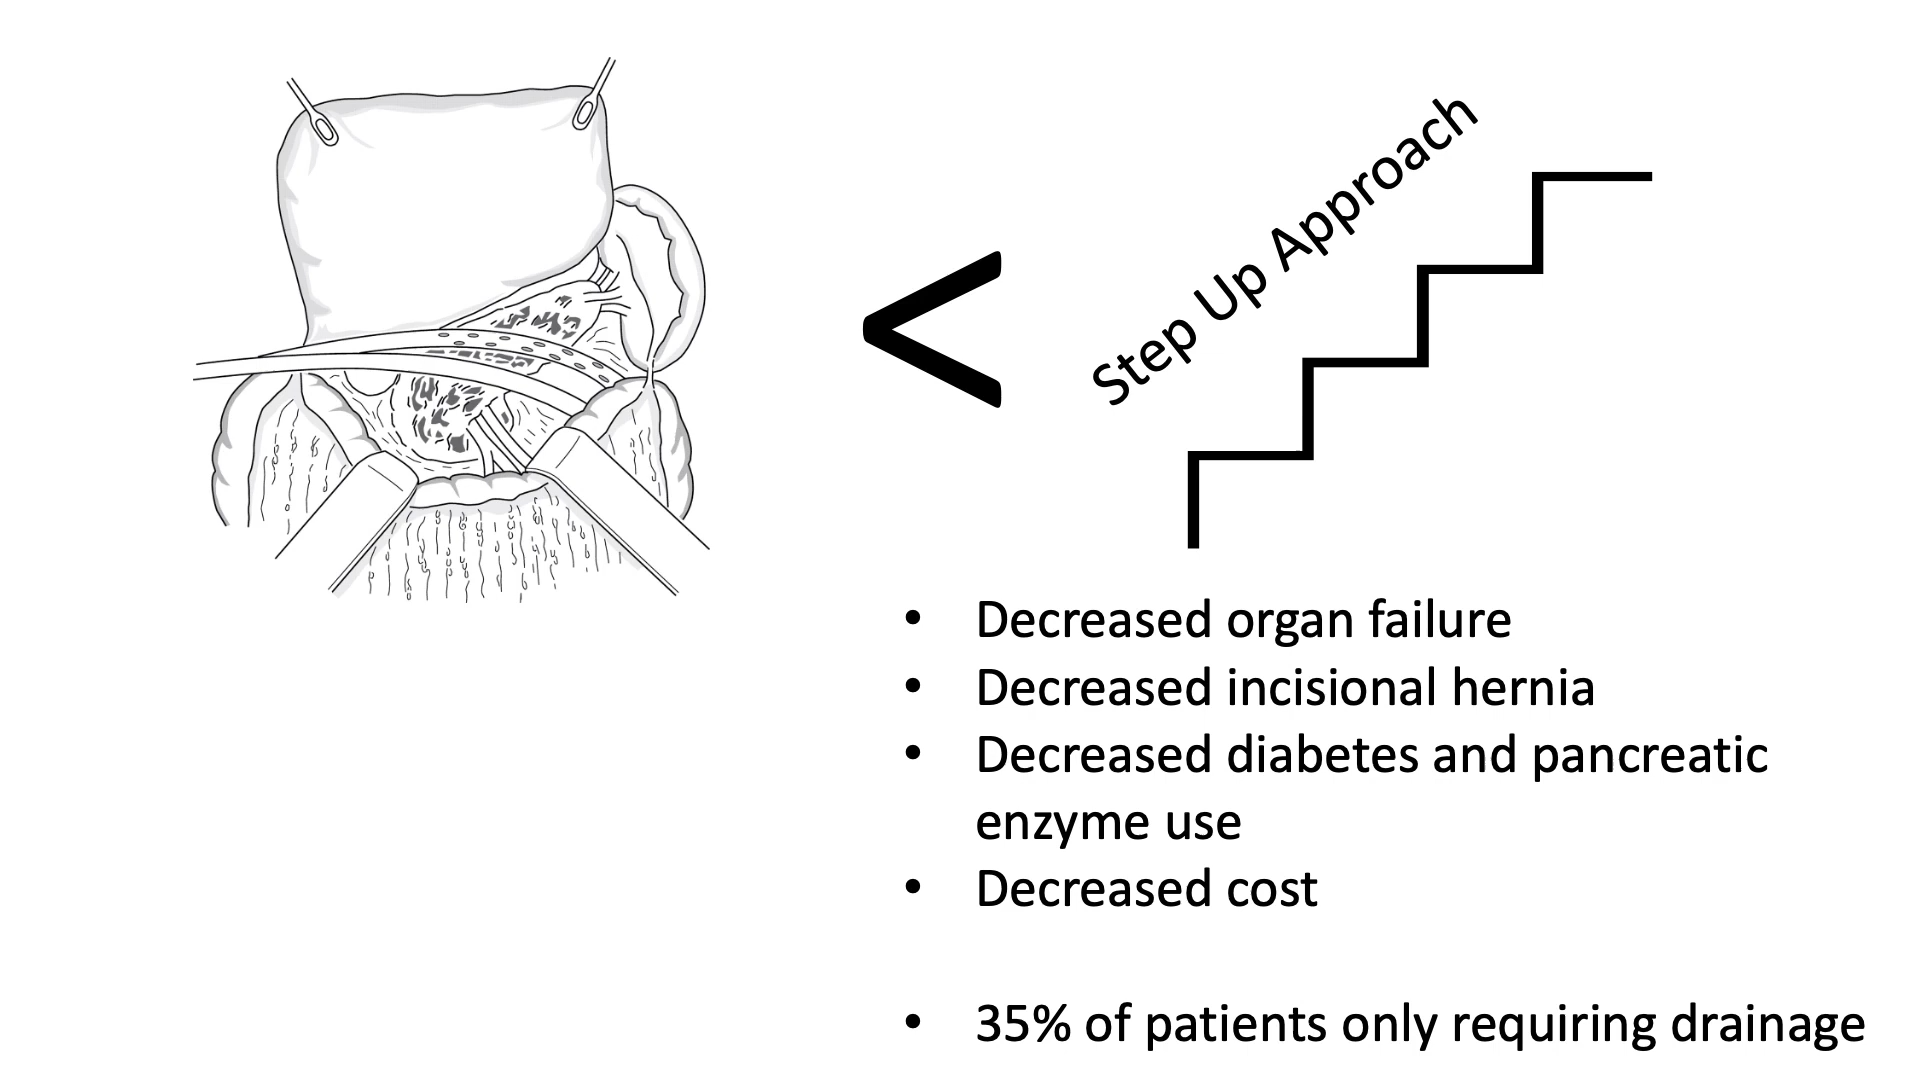 <
Step Up Approach
• Decreased organ failure
• Decreased incisional hernia
• Decreased diabetes and pancreatic
enzyme use
• Decreased cost
• 35% of patients only requiring drainage